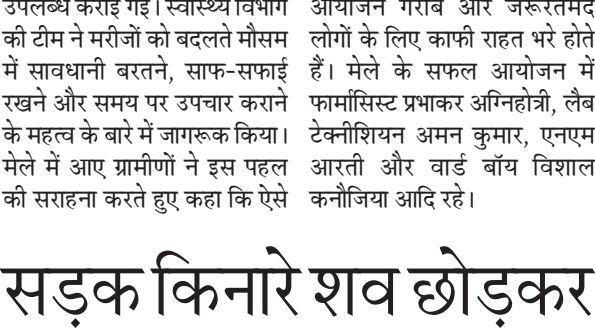 उपलब्ध कराई गई। स्वास्थ्य विभाग
की टीम ने मरीजों को बदलते मौसम
में सावधानी बरतने, साफ-सफाई
रखने और समय पर उपचार कराने
के महत्व के बारे में जागरूक किया।
मेले में आए ग्रामीणों ने इस पहल
की सराहना करते हुए कहा कि ऐसे
आयोजन गरीब और जरूरतमंद
लोगों के लिए काफी राहत भरे होते
हैं। मेले के सफल आयोजन में
फार्मासिस्ट प्रभाकर अग्निहोत्री, लैब
टेक्नीशियन अमन कुमार, एनएम
आरती और वार्ड बॉय विशाल
कनौजिया आदि रहे।
सड़क किनारे शव छोड़कर